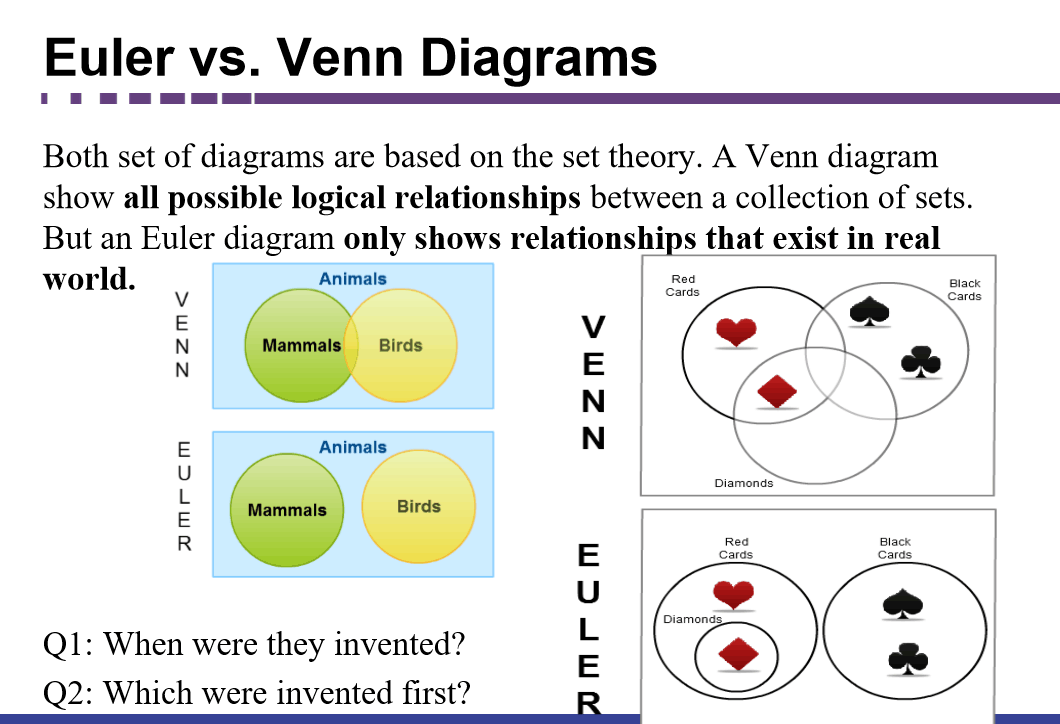 Euler vs. Venn Diagrams
Both set of diagrams are based on the set theory. A Venn diagram
show all possible logical relationships between a collection of sets.
But an Euler diagram only shows relationships that exist in real
world.
VENN
Animals
Mammals
Birds
EULER
Animals
Mammals
Birds
VENN
Red
Cards
Black
Cards
Diamonds
EULER
Red
Cards
Black
Cards
Diamonds
Q1: When were they invented?
Q2: Which were invented first?